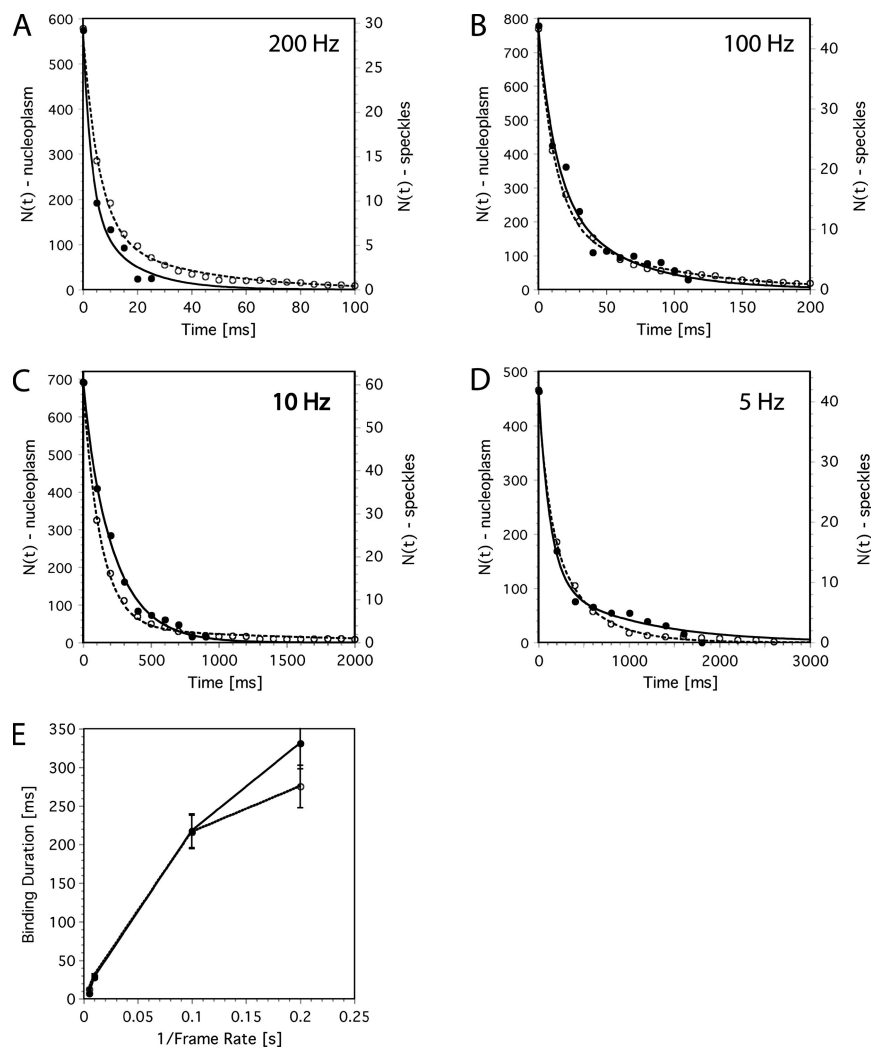 A
200 Hz
600
500
400
300
200
100
0
N(t) - nucleoplasm
30
25
20
15
10
5
0
N(t) - speckles
0 20 40 60 80 100
Time [ms]
B
100 Hz
800
700
600
500
400
300
200
100
0
N(t) - nucleoplasm
40
30
20
10
0
N(t) - speckles
0 50 100 150 200
Time [ms]
C
10 Hz
700
600
500
400
300
200
100
0
N(t) - nucleoplasm
60
50
40
30
20
10
0
N(t) - speckles
0 500 1000 1500 2000
Time [ms]
D
5 Hz
500
400
300
200
100
0
N(t) - nucleoplasm
40
30
20
10
0
N(t) - speckles
0 1000 2000 3000
Time [ms]
E
350
300
250
200
150
100
50
0
Binding Duration [ms]
0 0.05 0.1 0.15 0.2 0.25
1/Frame Rate [s]